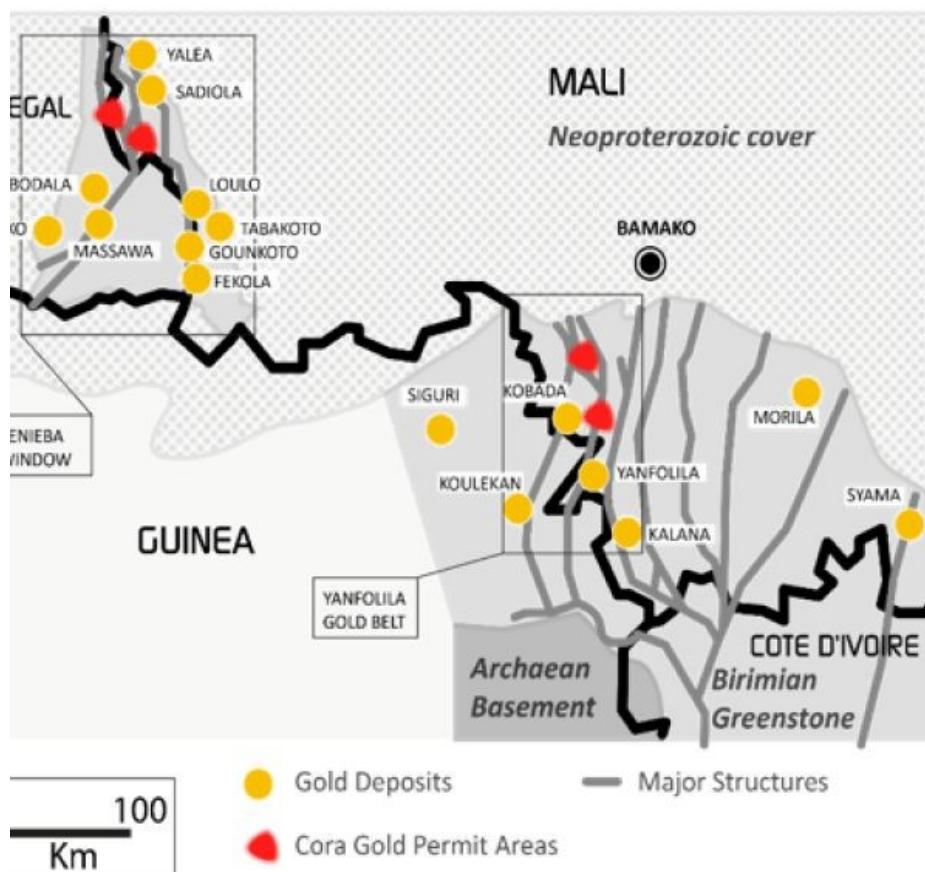 YALEA
SADIOLA
MALI
Neoproterozoic cover
EGAL
BODALA
LOULO
KO
TABAKOTO
MASSAWA
GOUNKOTO
FEKOLA
BAMAKO
SIGURI
KOBADA
MORILA
ENIEBA
WINDOW
KOULEKAN
YANFOLILA
SYAMA
GUINEA
KALANA
YANFOLILA
GOLD BELT
COTE D'IVOIRE
Archaean
Basement
Birimian
Greenstone
Gold Deposits
Major Structures
100
Km
Cora Gold Permit Areas